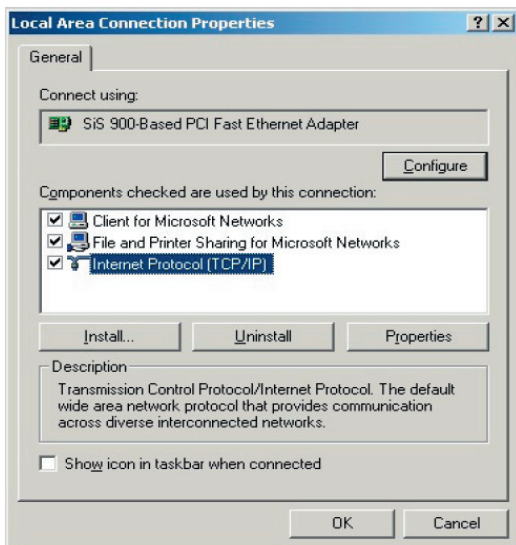 Local Area Connection Properties
General
Connect using:
SiS 900-Based PCI Fast Ethernet Adapter
Configure
Components checked are used by this connection:
Client for Microsoft Networks
File and Printer Sharing for Microsoft Networks
Internet Protocol (TCP/IP)
Install... Uninstall Properties
Description
Transmission Control Protocol/Internet Protocol. The default
wide area network protocol that provides communication
across diverse interconnected networks.
Show icon in taskbar when connected
OK Cancel